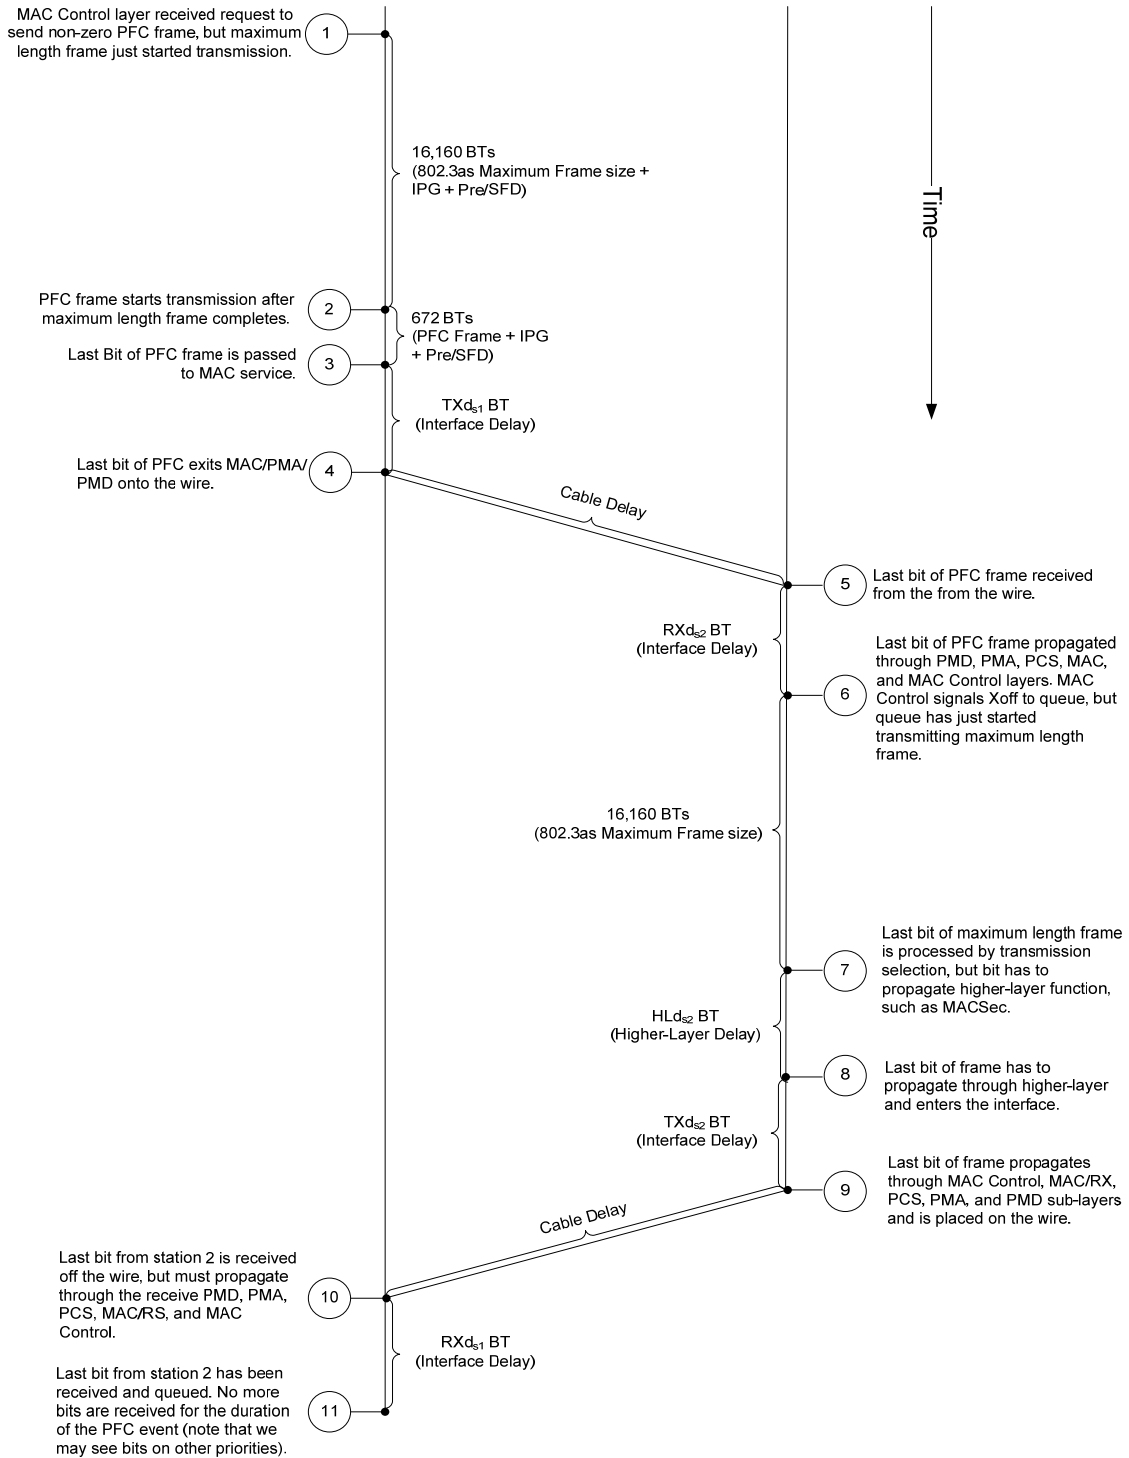 MAC Control layer received request to
send non-zero PFC frame, but maximum
length frame just started transmission.
1
16,160 BTs
(802.3as Maximum Frame size +
IPG + Pre/SFD)
Time
PFC frame starts transmission after
maximum length frame completes.
2
672 BTs
(PFC Frame + IPG
+ Pre/SFD)
Last Bit of PFC frame is passed
to MAC service.
3
TXds1 BT
(Interface Delay)
Last bit of PFC exits MAC/PMA/
PMD onto the wire.
4
Cable Delay
5
Last bit of PFC frame received
from the from the wire.
RXds2 BT
(Interface Delay)
6
Last bit of PFC frame propagated
through PMD, PMA, PCS, MAC,
and MAC Control layers. MAC
Control signals Xoff to queue, but
queue has just started
transmitting maximum length
frame.
16,160 BTs
(802.3as Maximum Frame size)
7
Last bit of maximum length frame
is processed by transmission
selection, but bit has to
propagate higher-layer function,
such as MACSec.
HLds2 BT
(Higher-Layer Delay)
8
Last bit of frame has to
propagate through higher-layer
and enters the interface.
TXds2 BT
(Interface Delay)
9
Last bit of frame propagates
through MAC Control, MAC/RX,
PCS, PMA, and PMD sub-layers
and is placed on the wire.
Cable Delay
Last bit from station 2 is received
off the wire, but must propagate
through the receive PMD, PMA,
PCS, MAC/RS, and MAC
Control.
10
RXds1 BT
(Interface Delay)
Last bit from station 2 has been
received and queued. No more
bits are received for the duration
of the PFC event (note that we
may see bits on other priorities).
11